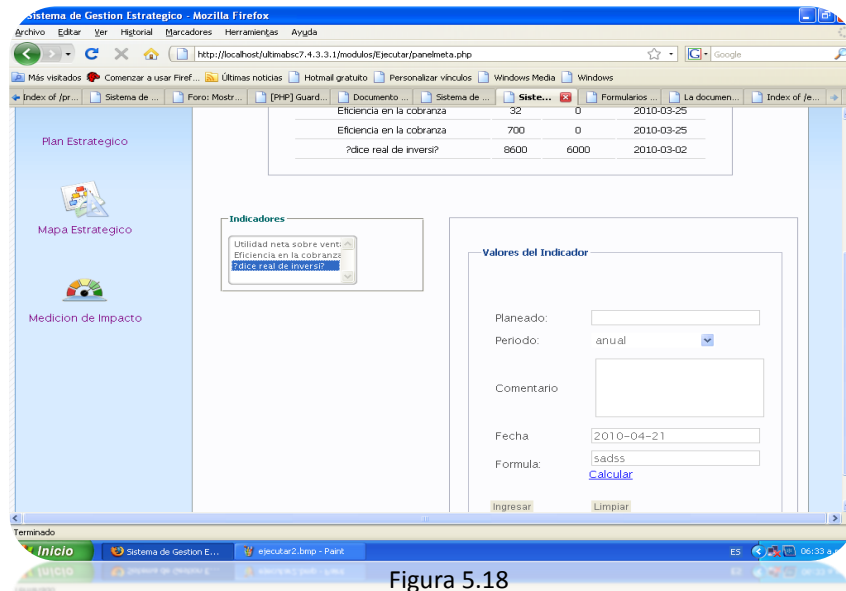 Sistema de Gestion Estrategico - Mozilla Firefox
Archivo Editar Ver Historial Marcadores Herramientas Ayuda
http://localhost/ultimabsc7.4.3.3.1/modulos/Ejecutar/panelmeta.php
Google
Más visitados Comenzar a usar Firef... Últimas noticias Hotmail gratuito Personalizar vínculos Windows Media Windows
Index of /pr... Sistema de ... Foro: Mostr... [PHP] Guard... Documento ... Sistema de ... Siste... Formularios ... La documen... Index of /e...
Eficiencia en la cobranza 32 0 2010-03-25
Eficiencia en la cobranza 700 0 2010-03-25
?dice real de inversi? 8600 6000 2010-03-02
Plan Estrategico
Mapa Estrategico
Medicion de Impacto
Indicadores
Utilidad neta sobre vent
Eficiencia en la cobranza
?dice real de inversi?
Valores del Indicador
Planeado:
Periodo: anual
Comentario
Fecha 2010-04-21
Formula: sadss
Calcular
Ingresar Limpiar
Terminado
Inicio Sistema de Gestion E... ejecutar2.bmp - Paint ES 06:33 a
Figura 5.18